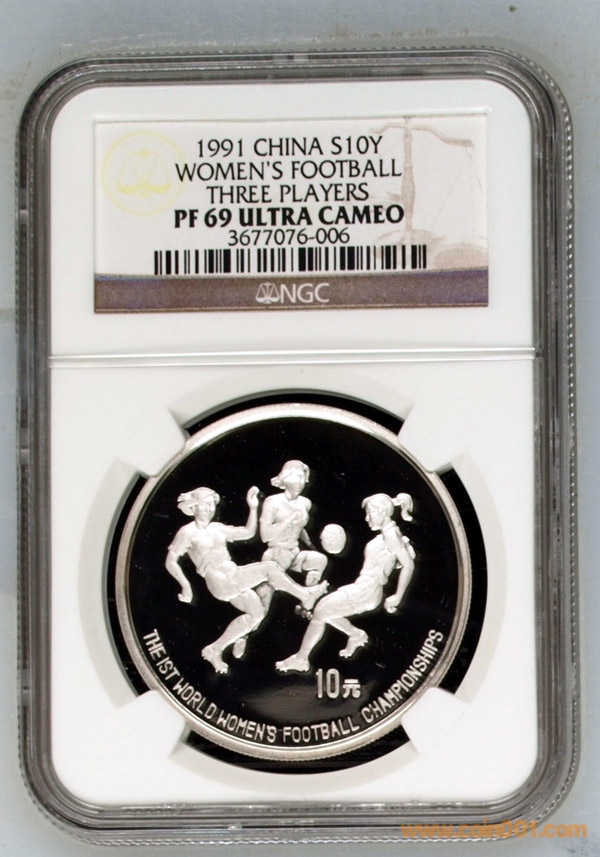 1991 CHINA S10Y
WOMEN'S FOOTBALL
THREE PLAYERS
PF 69 ULTRA CAMEO
3677076-006
NGC
10元
THE 1ST WORLD WOMEN'S FOOTBALL CHAMPIONSHIPS
www.coin001.com